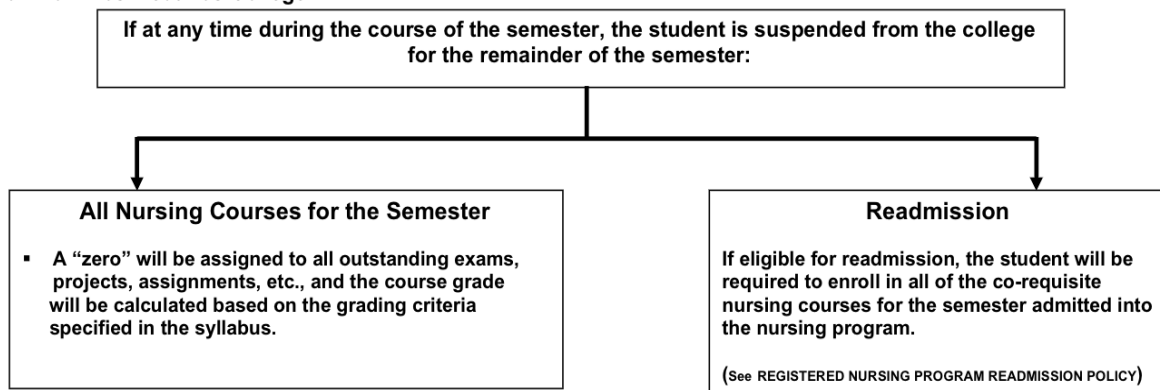 If at any time during the course of the semester, the student is suspended from the college
for the remainder of the semester:
All Nursing Courses for the Semester
▪ A “zero” will be assigned to all outstanding exams,
projects, assignments, etc., and the course grade
will be calculated based on the grading criteria
specified in the syllabus.
Readmission
If eligible for readmission, the student will be
required to enroll in all of the co-requisite
nursing courses for the semester admitted into
the nursing program.
(See REGISTERED NURSING PROGRAM READMISSION POLICY)